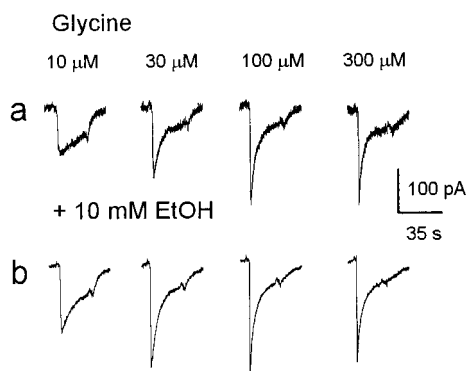 Glycine
10 µM 30 µM 100 µM 300 µM
a
100 pA
35 s
+ 10 mM EtOH
b